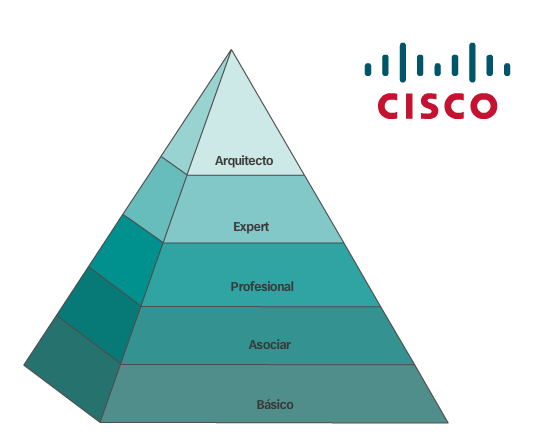 CISCO
Arquitecto
Expert
Profesional
Asociar
Básico